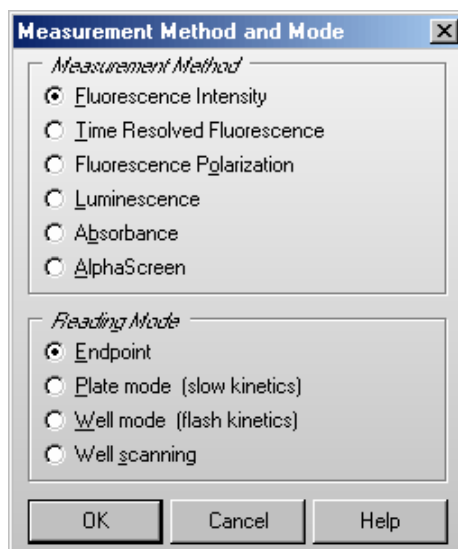 Measurement Method and Mode
Measurement Method
Fluorescence Intensity
Time Resolved Fluorescence
Fluorescence Polarization
Luminescence
Absorbance
AlphaScreen
Reading Mode
Endpoint
Plate mode (slow kinetics)
Well mode (flash kinetics)
Well scanning
OK Cancel Help